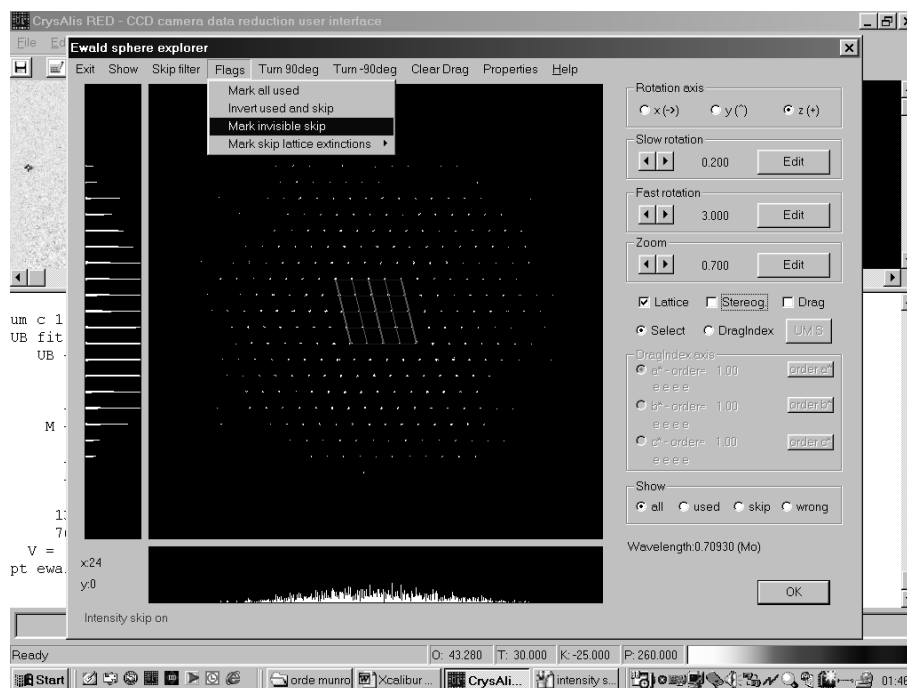 CrysAlis RED - CCD camera data reduction user interface
File Ed
Ewald sphere explorer
Exit Show Skip filter Flags Turn 90deg Turn -90deg Clear Drag Properties Help
Mark all used
Invert used and skip
Mark invisible skip
Mark skip lattice extinctions
Rotation axis
x (->) y (^) z (+)
Slow rotation
0.200 Edit
Fast rotation
3.000 Edit
Zoom
0.700 Edit
Lattice Stereog. Drag
Select DragIndex UM S
DragIndex axis
a* - order= 1.00 order a*
e e e e
b* - order= 1.00 order b*
e e e e
c* - order= 1.00 order c*
e e e e
Show
all used skip wrong
Wavelength:0.70930 (Mo)
OK
um c 1
UB fit
UB -
M -
V =
pt ewa
x:24
y:0
Intensity skip on
Ready O: 43.280 T: 30.000 K:-25.000 P: 260.000
Start orde munro Xcalibur ... CrysAli... intensity s... 01:46